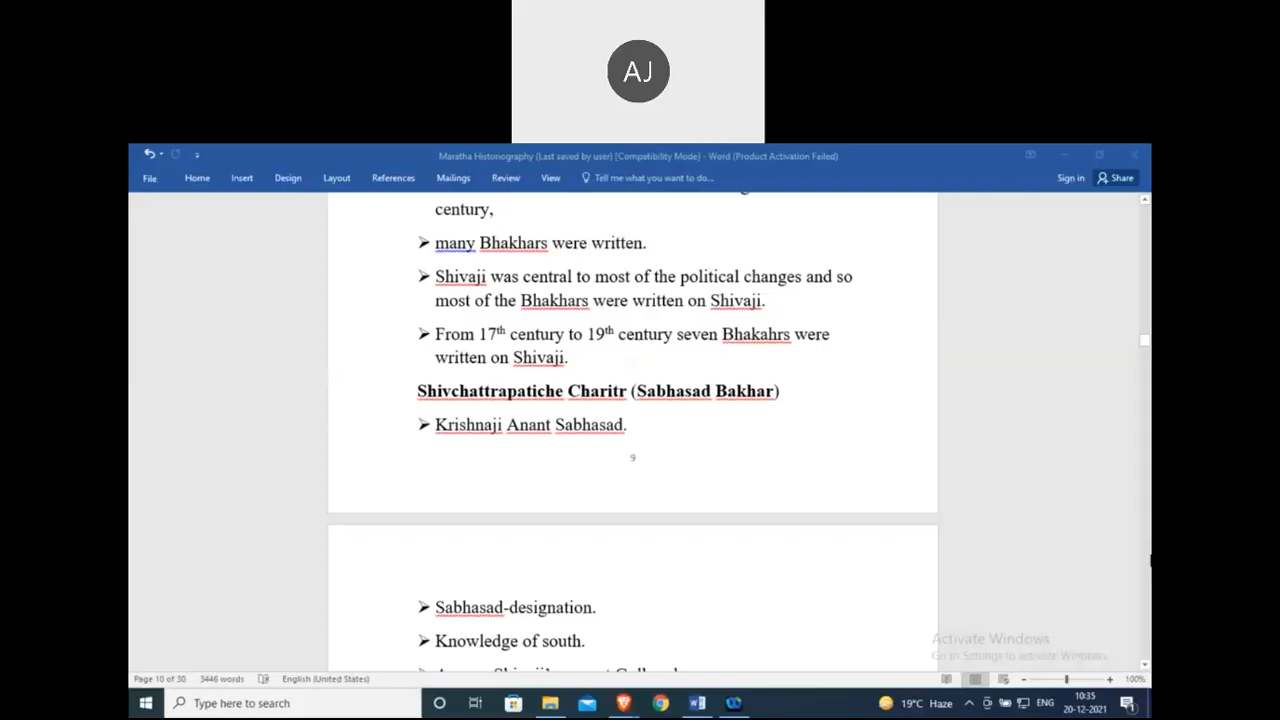 AJ
Maratha Historiography (Last saved by user) [Compatibility Mode] - Word (Product Activation Failed)
File Home Insert Design Layout References Mailings Review View Tell me what you want to do... Sign in Share
century,
➢ many Bhakhars were written.
➢ Shivaji was central to most of the political changes and so
most of the Bhakhars were written on Shivaji.
➢ From 17th century to 19th century seven Bhakahrs were
written on Shivaji.
Shivchattrapatiche Charitr (Sabhasad Bakhar)
➢ Krishnaji Anant Sabhasad.
9
➢ Sabhasad-designation.
➢ Knowledge of south.
Activate Windows
Go to Settings to activate Windows.
Page 10 of 30 3446 words English (United States) 100%
Type here to search 19°C Haze ENG 10:35
20-12-2021 1